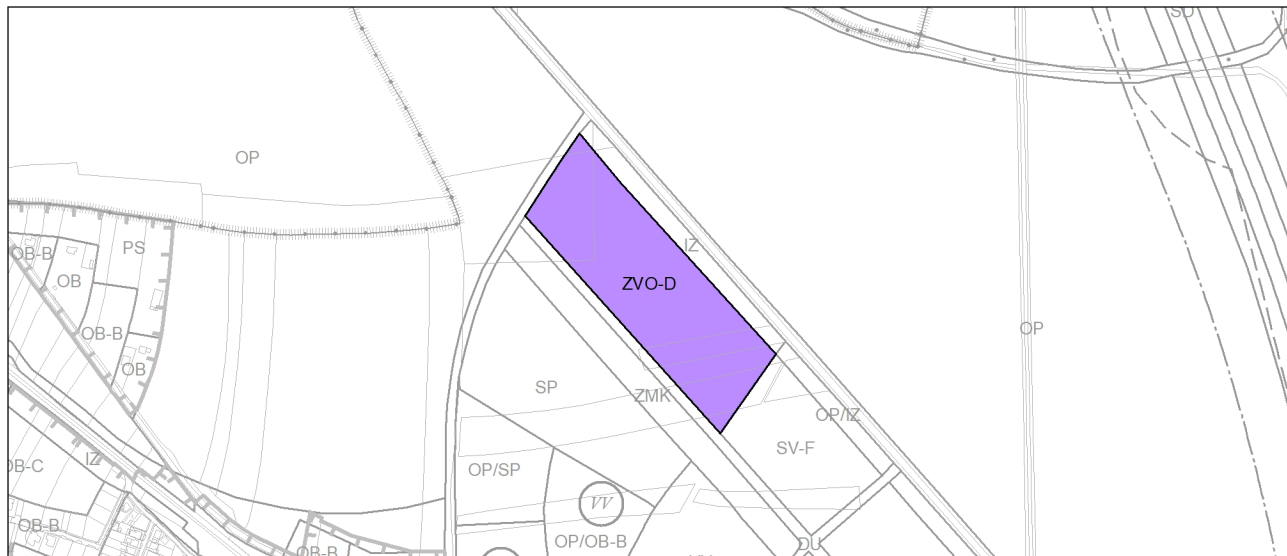 SU
OP
OB-B
PS
IZ
OB
ZVO-D
OB-B
OP
OB
SP
ZMK
OP/IZ
SV-F
OB-C
IZ
OP/SP
VV
OB-B
OP/OB-B
DU
OB-B